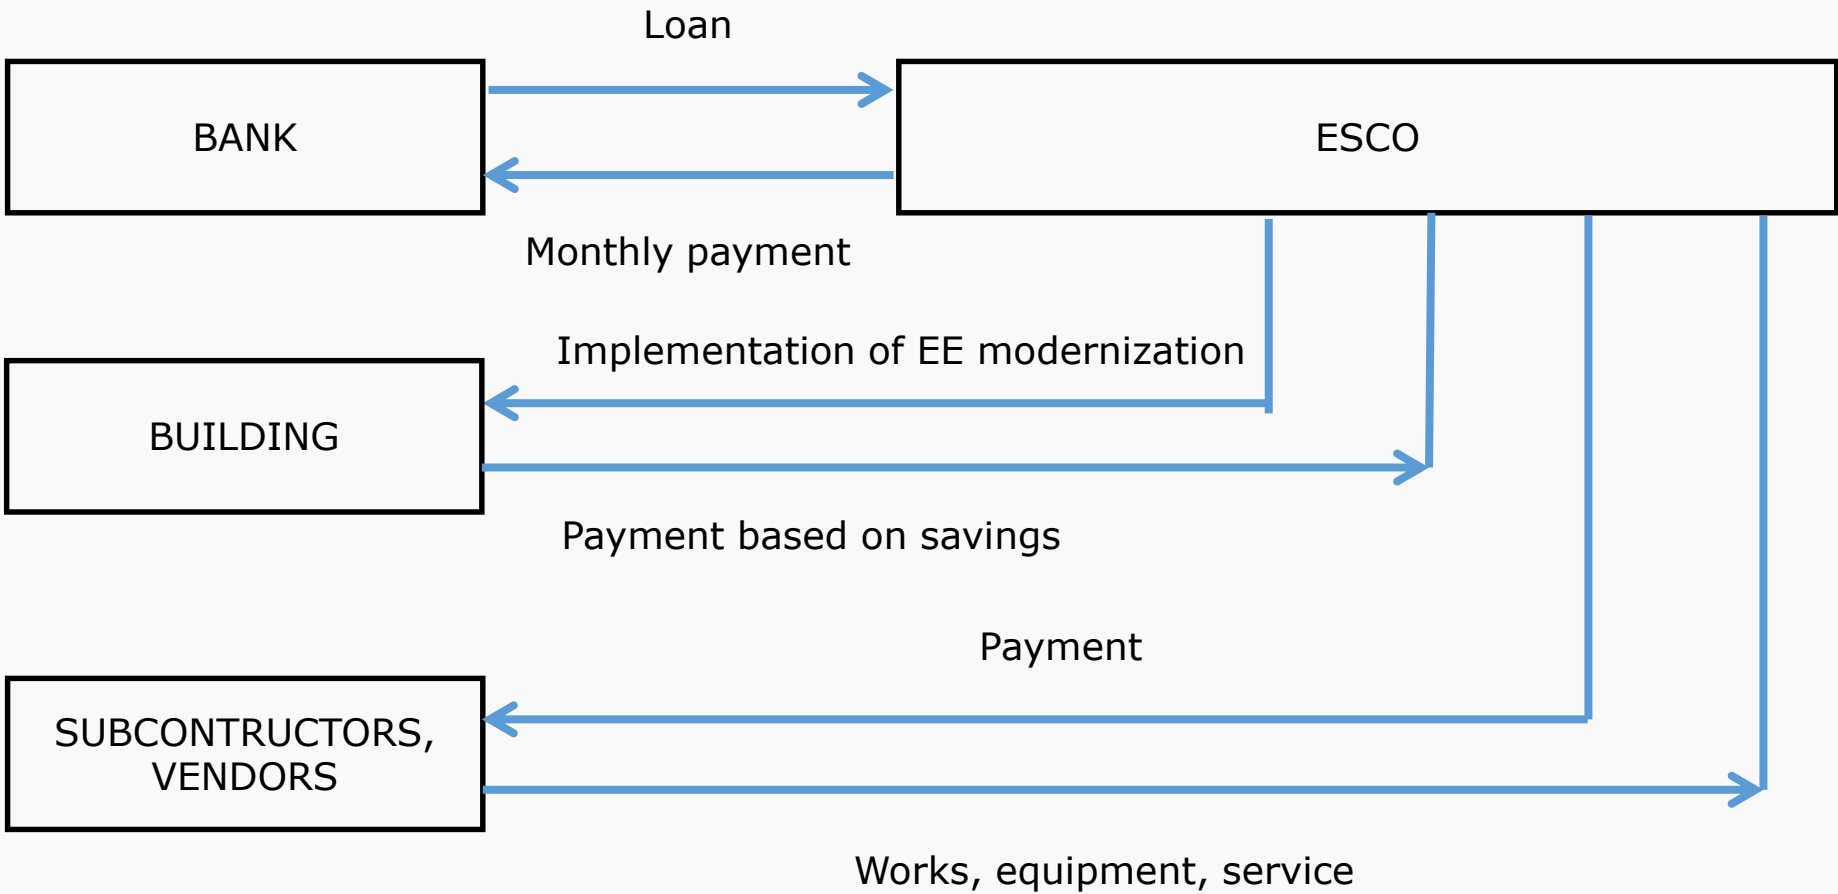 Loan
BANK
ESCO
Monthly payment
Implementation of EE modernization
BUILDING
Payment based on savings
Payment
SUBCONTRUCTORS,
VENDORS
Works, equipment, service